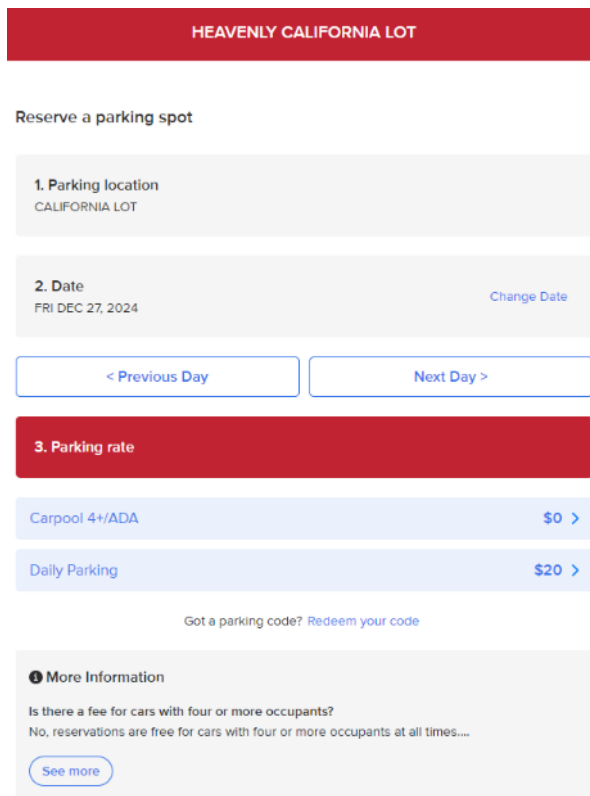 HEAVENLY CALIFORNIA LOT
Reserve a parking spot
1. Parking location
CALIFORNIA LOT
2. Date
FRI DEC 27, 2024
Change Date
< Previous Day
Next Day >
3. Parking rate
Carpool 4+/ADA
$0 >
Daily Parking
$20 >
Got a parking code? Redeem your code
More Information
Is there a fee for cars with four or more occupants?
No, reservations are free for cars with four or more occupants at all times....
See more